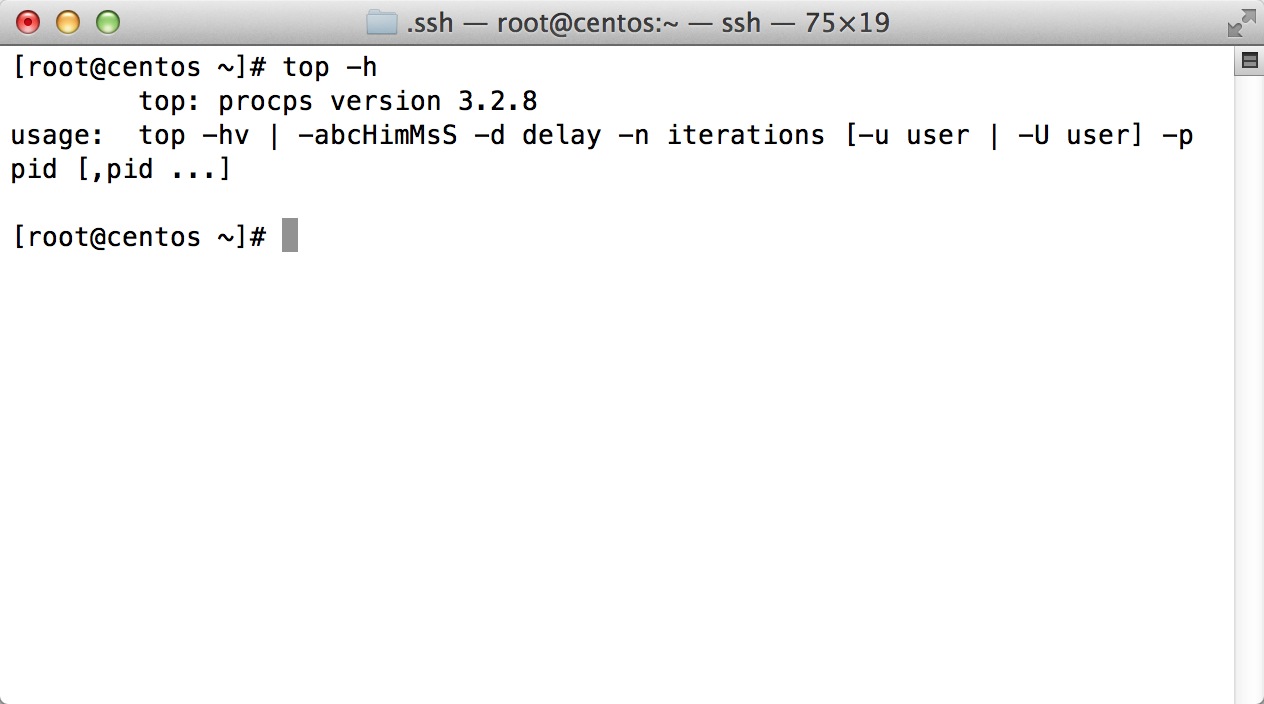 .ssh — root@centos:~ — ssh — 75×19
[root@centos ~]# top -h
        top: procps version 3.2.8
usage:  top -hv | -abcHimMsS -d delay -n iterations [-u user | -U user] -p
pid [,pid ...]
[root@centos ~]#